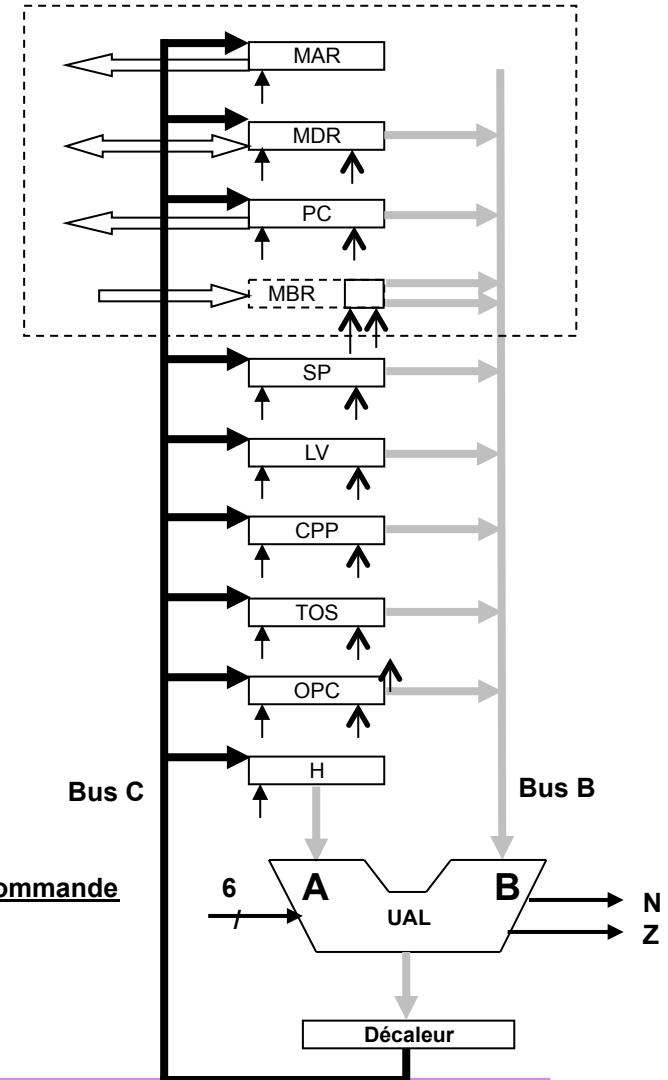 MAR
MDR
PC
MBR
SP
LV
CPP
TOS
OPC
H
Bus C
Bus B
ommande
6
A
B
UAL
N
Z
Décaleur